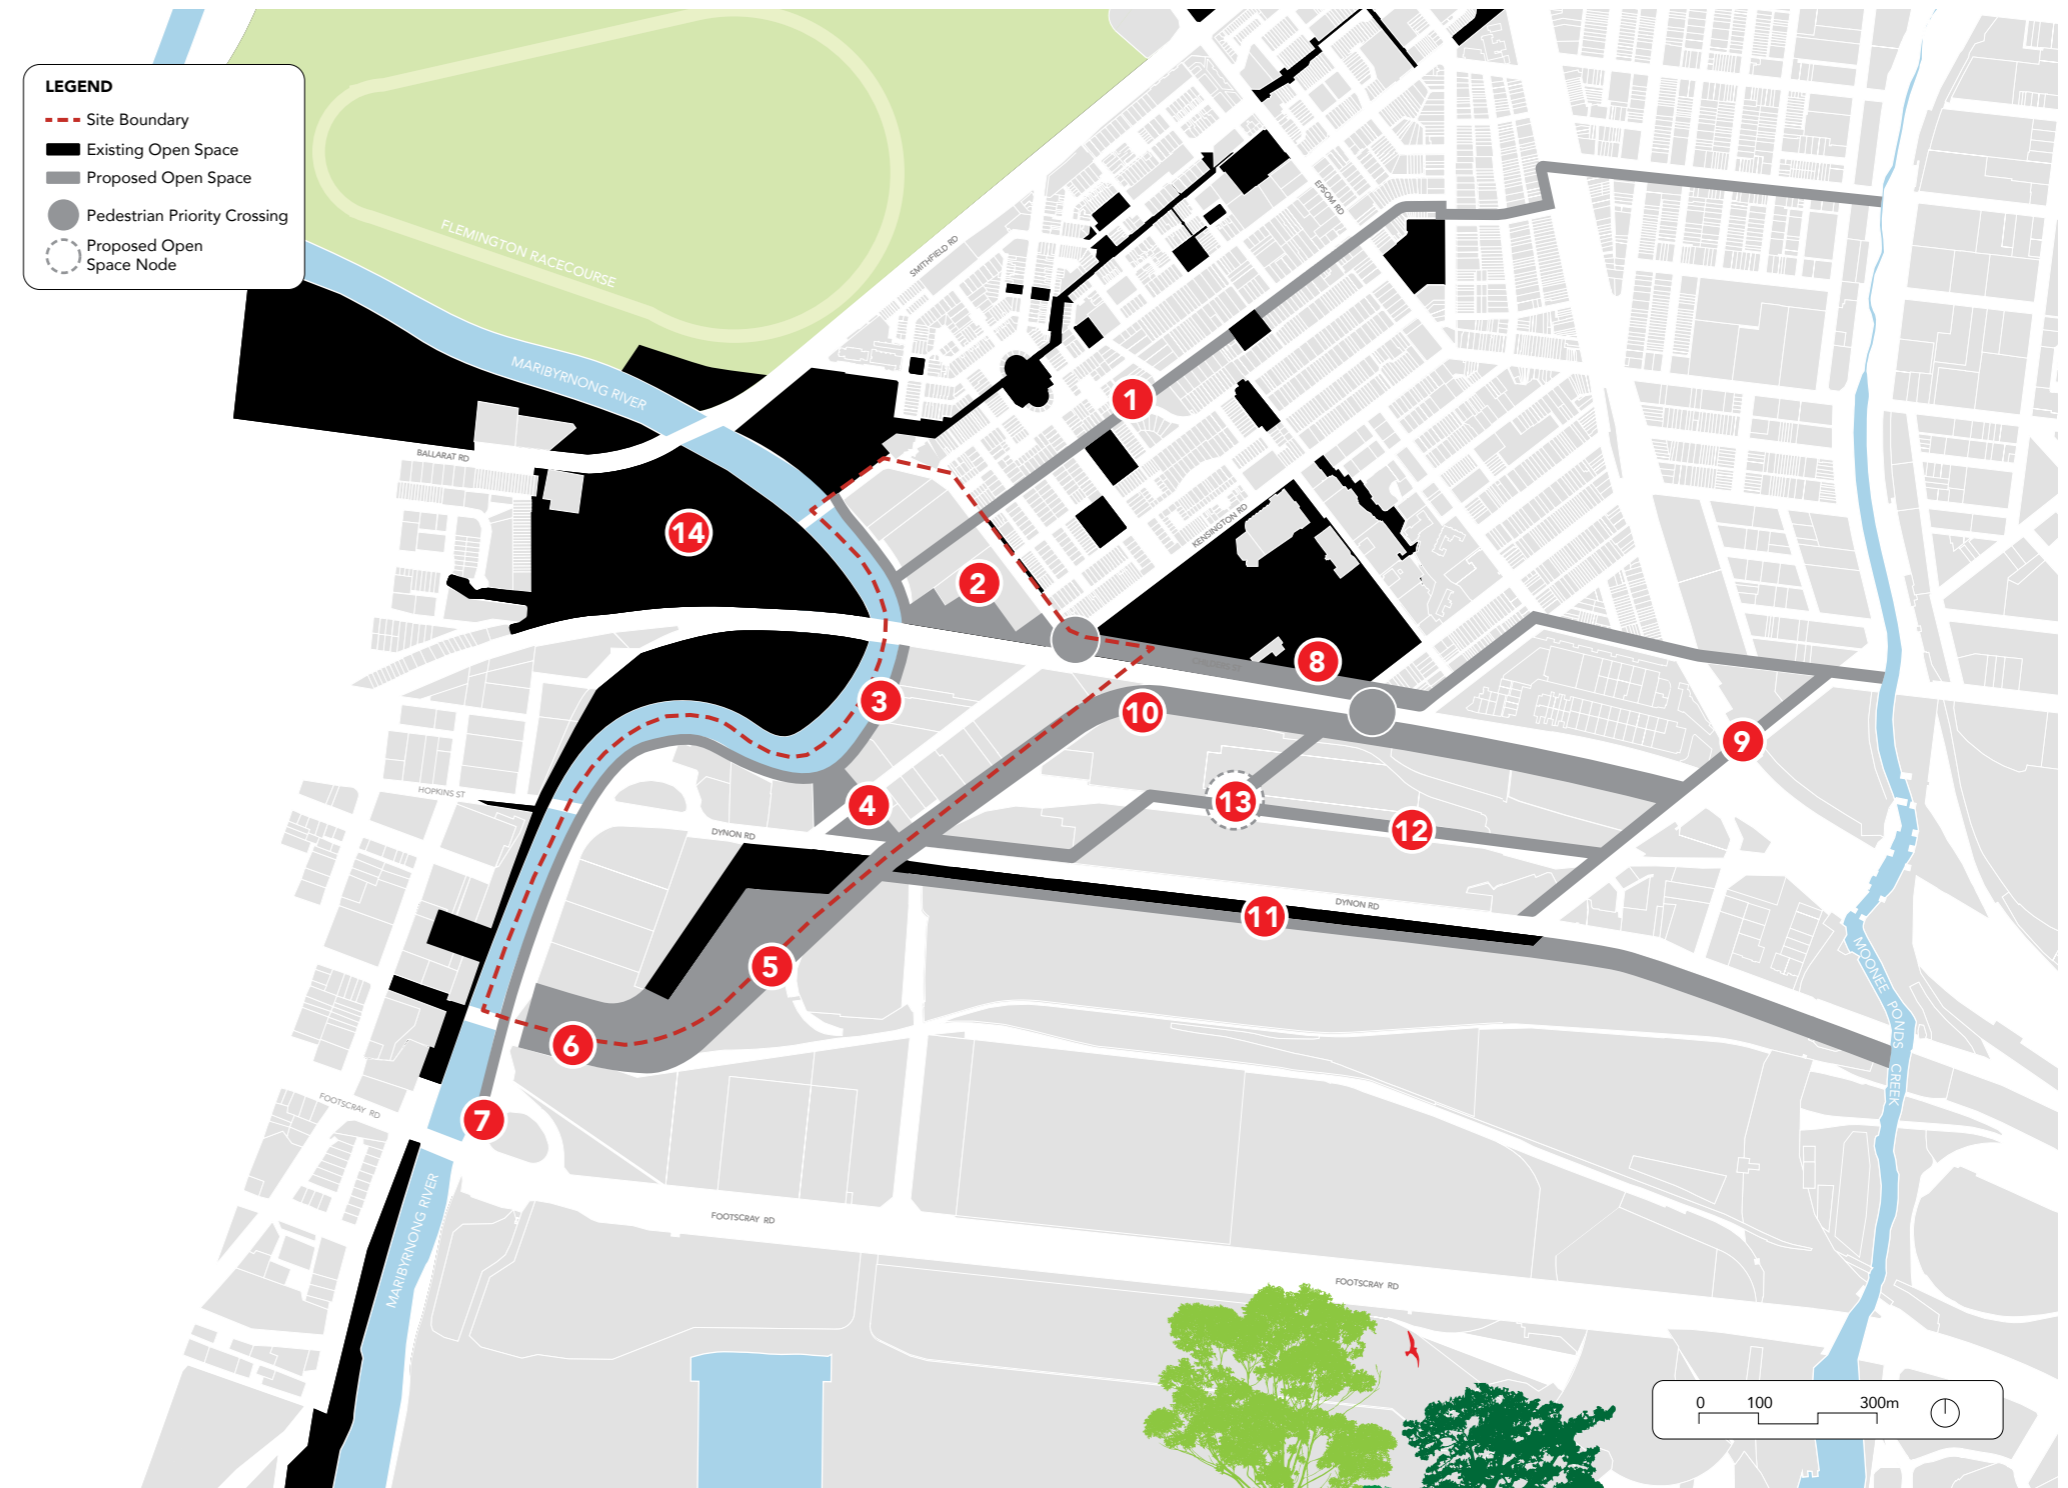 LEGEND
Site Boundary
Existing Open Space
Proposed Open Space
Pedestrian Priority Crossing
Proposed Open
Space Node
FLEMINGTON RACECOURSE
SMITHFIELD RD
EPSOM RD
MARIBYRNONG RIVER
1
BALLARAT RD
KENSINGTON RD
14
2
8
CHILDERS ST
3
10
9
HOPKINS ST
4
13
DYNON RD
12
DYNON RD
11
5
MOONEE PONDS CREEK
6
FOOTSCRAY RD
7
MARIBYRNONG RIVER
FOOTSCRAY RD
FOOTSCRAY RD
0 100 300m